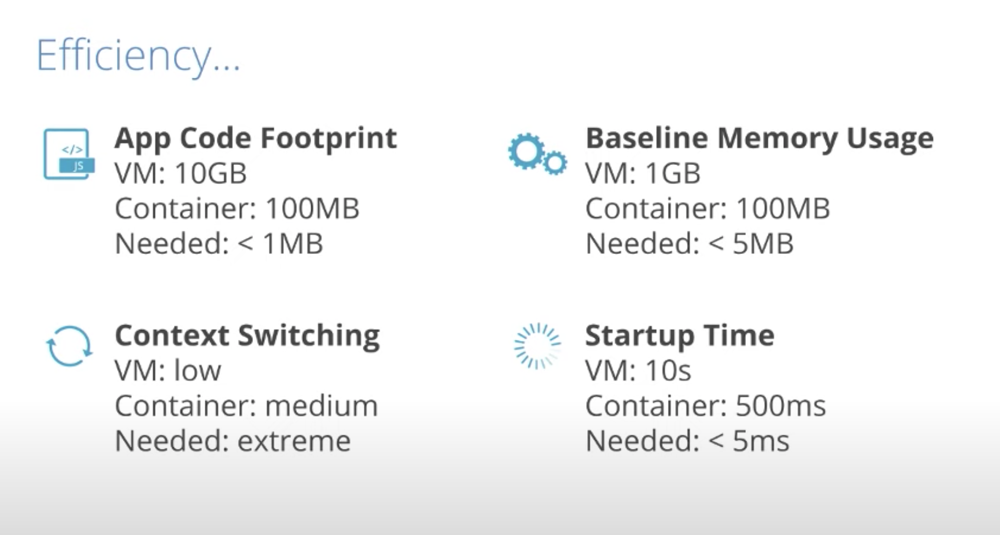 Efficiency...
</>
JS
App Code Footprint
VM: 10GB
Container: 100MB
Needed: < 1MB
Baseline Memory Usage
VM: 1GB
Container: 100MB
Needed: < 5MB
Context Switching
VM: low
Container: medium
Needed: extreme
Startup Time
VM: 10s
Container: 500ms
Needed: < 5ms